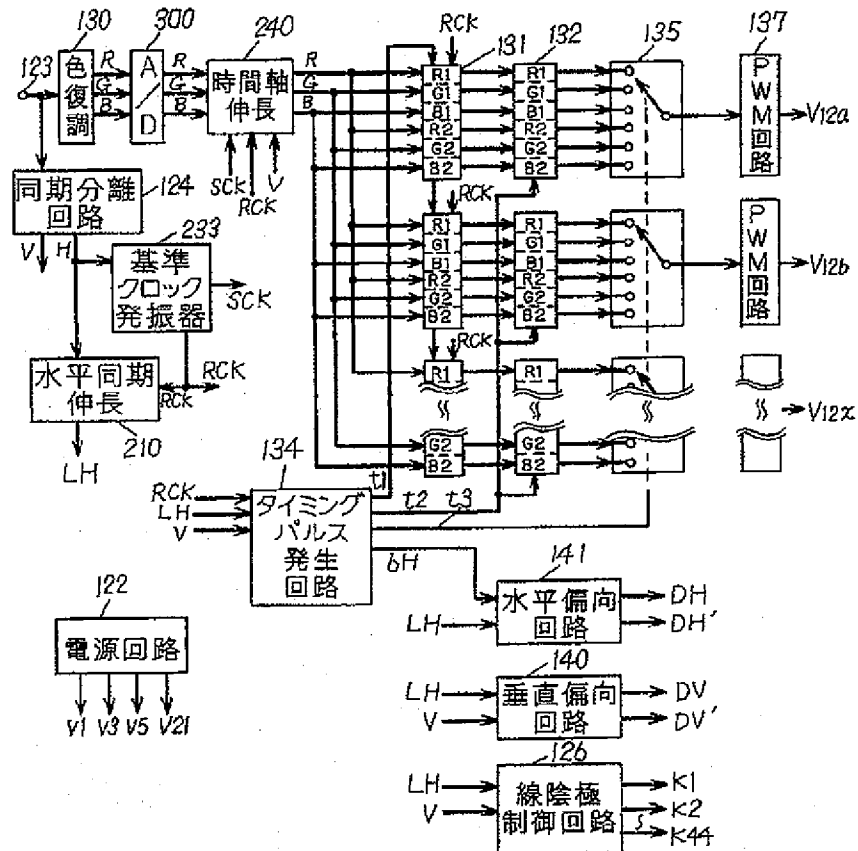 130
300
240
123
色復調
R
G
B
A/D
R
G
B
時間軸伸長
R
G
B
SCK
RCK
V
RCK
131
132
135
137
R1
G1
B1
R2
G2
B2
R1
G1
B1
R2
G2
B2
PWM回路
V12a
同期分離回路
124
V
H
233
基準クロック発振器
SCK
RCK
R1
G1
B1
R2
G2
B2
R1
G1
B1
R2
G2
B2
PWM回路
V12b
水平同期伸長
RCK
RCK
210
LH
RCK
R1
R1
V12z
G2
B2
G2
B2
134
t1
t2
t3
RCK
LH
V
タイミングパルス発生回路
bH
141
LH
水平偏向回路
DH
DH'
122
電源回路
V1
V3
V5
V21
140
LH
V
垂直偏向回路
DV
DV'
126
LH
V
線陰極制御回路
K1
K2
K44